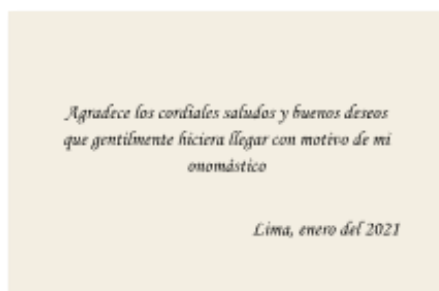 Agradece los cordiales saludos y buenos deseos
que gentilmente hiciera llegar con motivo de mi
onomástico
Lima, enero del 2021